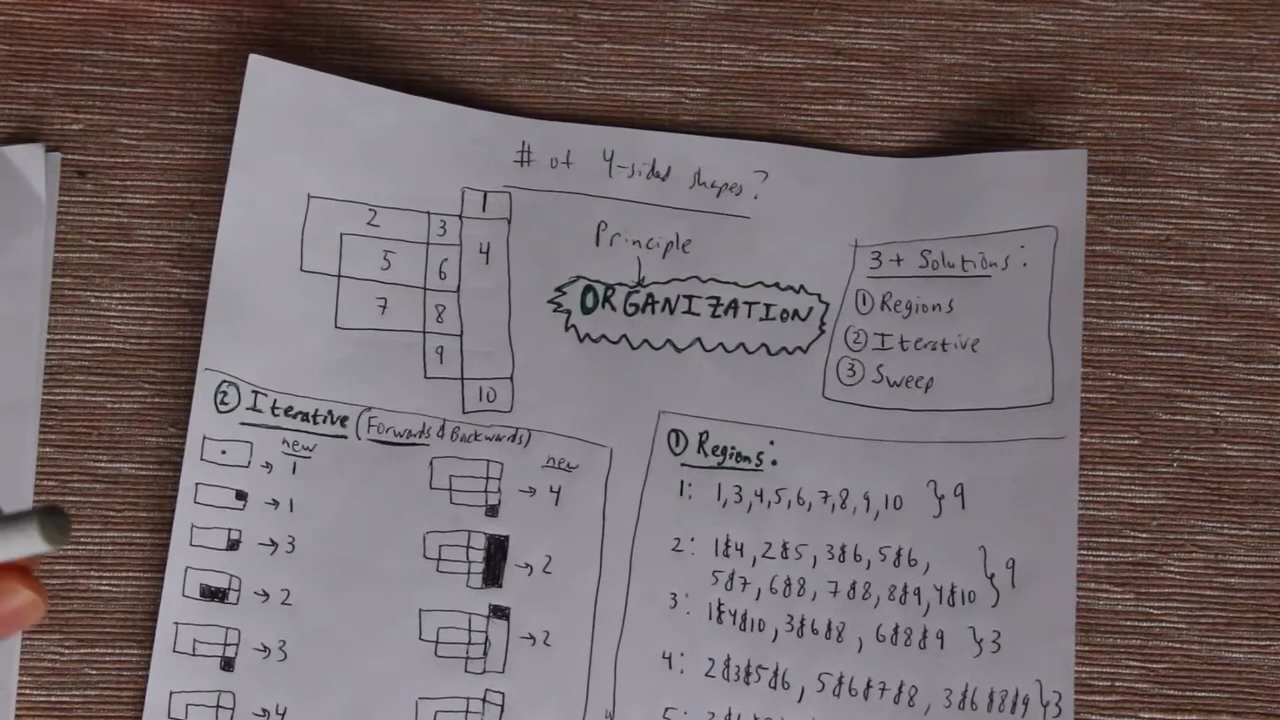 # of 4-sided shapes?
1
2
3
4
5
6
7
8
9
10
Principle
ORGANIZATION
3+ Solutions:
① Regions
② Iterative
③ Sweep
② Iterative (Forwards & Backwards)
new
→ 1
→ 1
→ 3
→ 2
→ 3
→ 4
new
→ 4
→ 2
→ 2
① Regions:
1: 1,3,4,5,6,7,8,9,10 } 9
2: 1&4, 2&5, 3&6, 5&6,
5&7, 6&8, 7&8, 8&9, 4&10 } 9
3: 1&4&10, 3&6&8, 6&8&9 } 3
4: 2&3&5&6, 5&6&7&8, 3&6&8&9 } 3